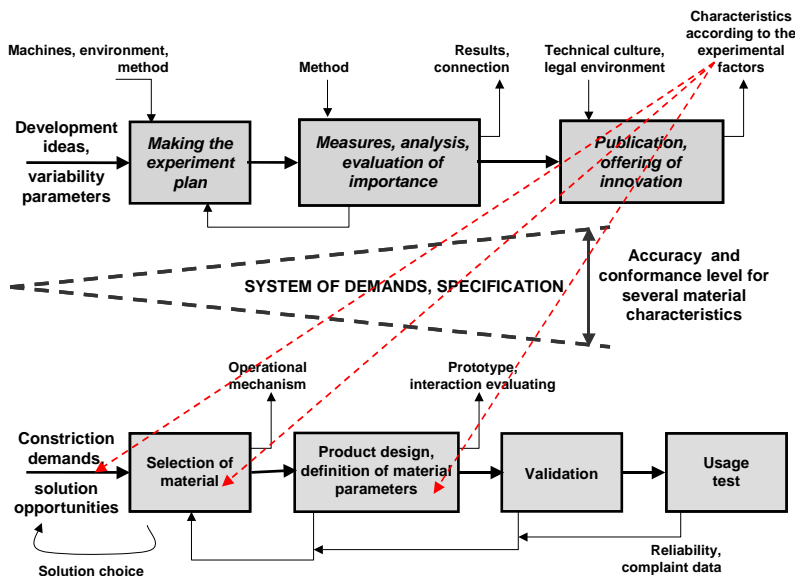 Characteristics
according to the
experimental
factors
Machines, environment,
method
Method
Results,
connection
Technical culture,
legal environment
Development
ideas,
variability
parameters
Making the
experiment
plan
Measures, analysis,
evaluation of
importance
Publication,
offering of
innovation
SYSTEM OF DEMANDS, SPECIFICATION
Accuracy and
conformance level for
several material
characteristics
Operational
mechanism
Prototype,
interaction evaluating
Constriction
demands,
solution
opportunities
Selection of
material
Product design,
definition of material
parameters
Validation
Usage
test
Solution choice
Reliability,
complaint data